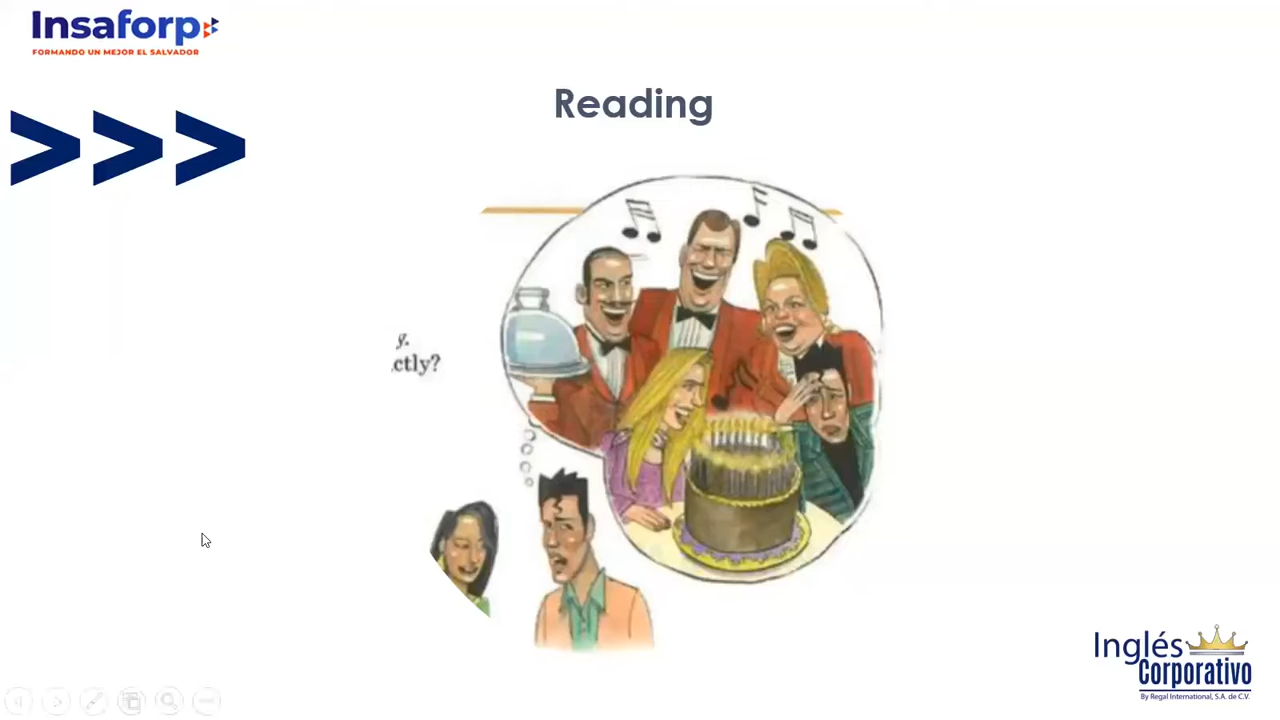 Insaforp
FORMANDO UN MEJOR EL SALVADOR
Reading
y.
ctly?
Inglés
Corporativo
By Regal International, S.A. de C.V.